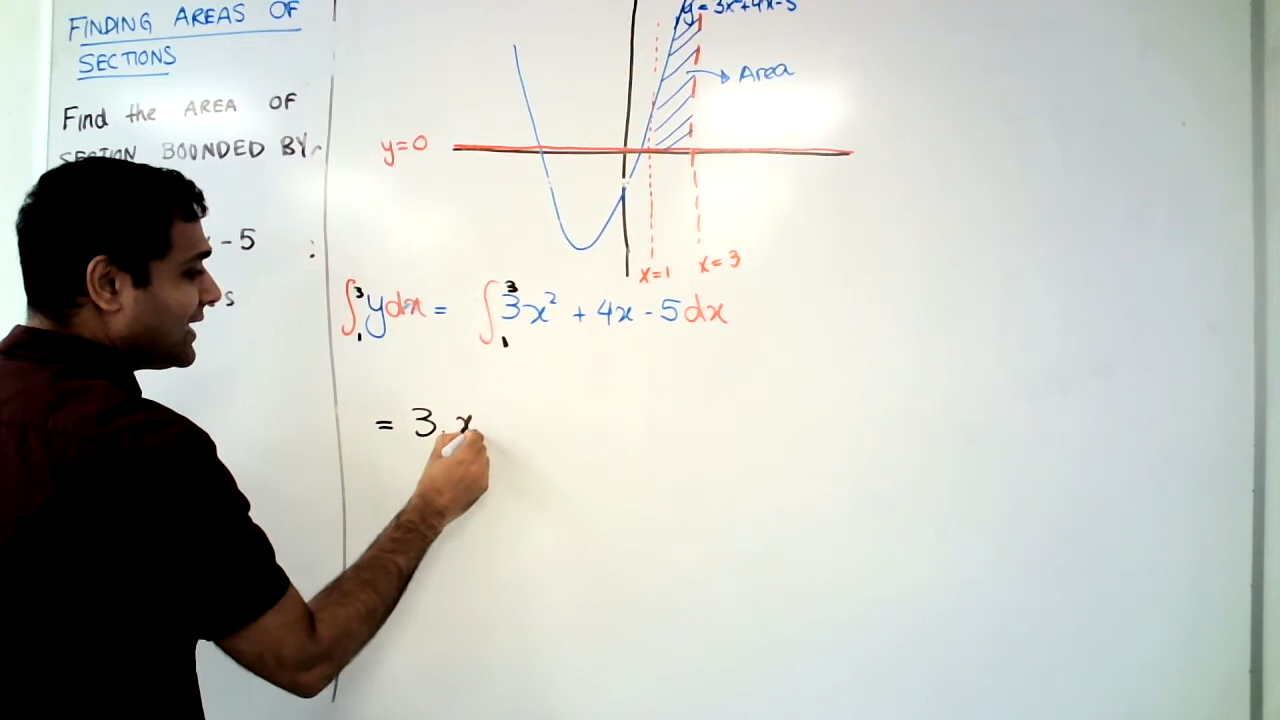 FINDING AREAS OF
SECTIONS
Find the AREA OF
SECTION BOUNDED BY
- 5 :
s
y = 3x²+4x-5
Area
y=0
x=1
x=3
∫₁³ y dx = ∫₁³ 3x² + 4x - 5 dx
= 3 . x